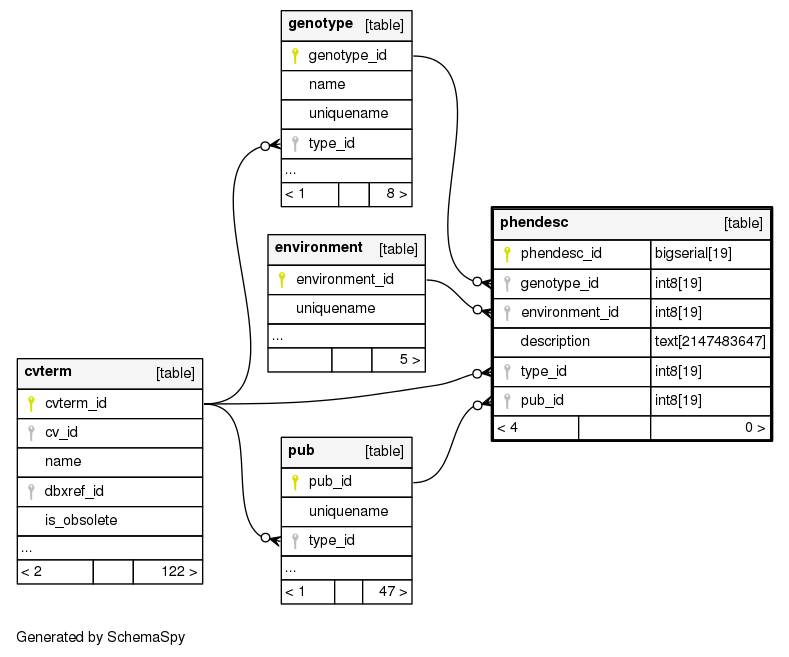 genotype [table]
genotype_id
name
uniquename
type_id
...
< 1 8 >
environment [table]
environment_id
uniquename
...
5 >
phendesc [table]
phendesc_id bigserial[19]
genotype_id int8[19]
environment_id int8[19]
description text[2147483647]
type_id int8[19]
pub_id int8[19]
< 4 0 >
cvterm [table]
cvterm_id
cv_id
name
dbxref_id
is_obsolete
...
< 2 122 >
pub [table]
pub_id
uniquename
type_id
...
< 1 47 >
Generated by SchemaSpy